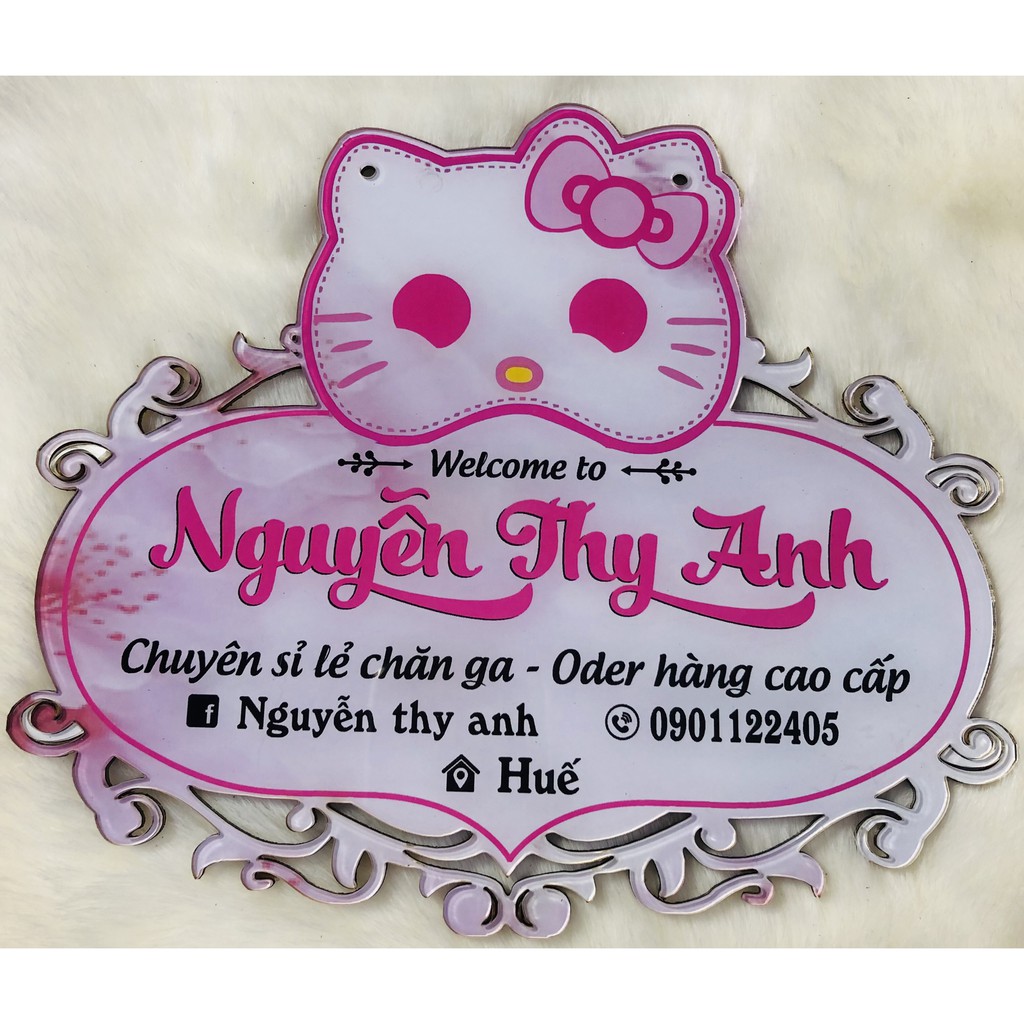 Welcome to
Nguyễn Thy Anh
Chuyên sỉ lẻ chăn ga - Oder hàng cao cấp
f Nguyễn thy anh 0901122405
Huế